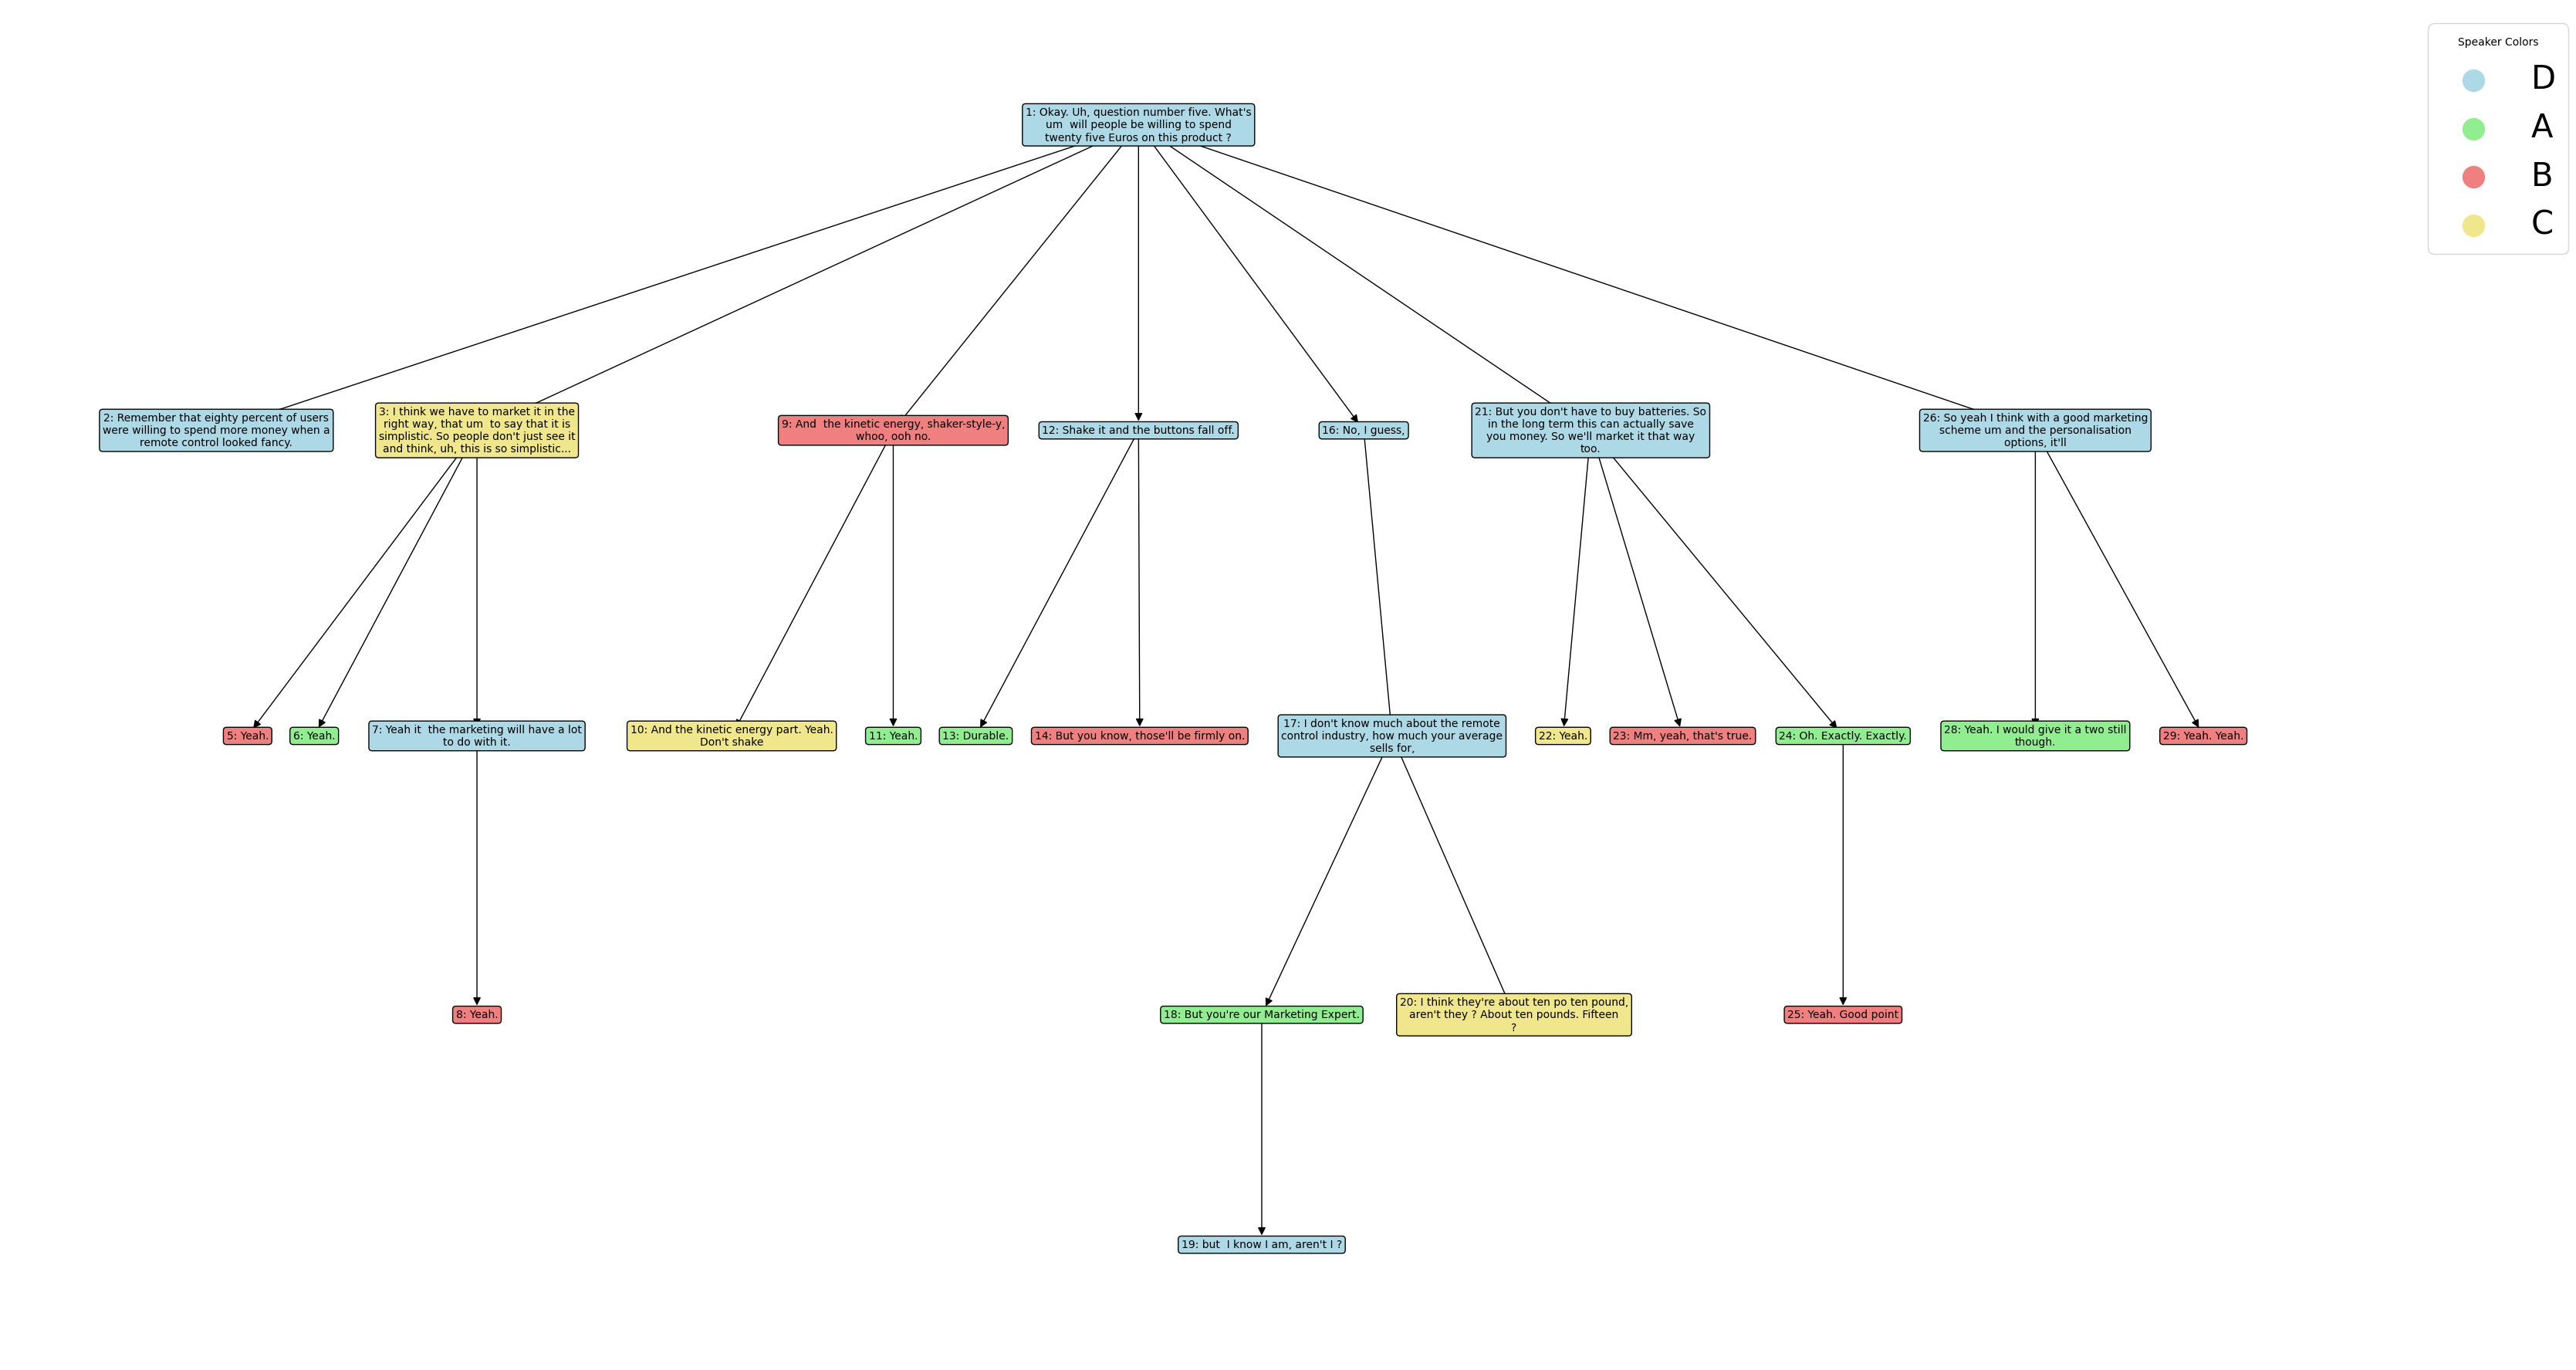 Speaker Colors
D
A
B
C
1: Okay. Uh, question number five. What's
um  will people be willing to spend
twenty five Euros on this product ?
2: Remember that eighty percent of users
were willing to spend more money when a
remote control looked fancy.
3: I think we have to market it in the
right way, that um  to say that it is
simplistic. So people don't just see it
and think, uh, this is so simplistic...
9: And  the kinetic energy, shaker-style-y,
whoo, ooh no.
12: Shake it and the buttons fall off.
16: No, I guess,
21: But you don't have to buy batteries. So
in the long term this can actually save
you money. So we'll market it that way
too.
26: So yeah I think with a good marketing
scheme um and the personalisation
options, it'll
5: Yeah.
6: Yeah.
7: Yeah it  the marketing will have a lot
to do with it.
10: And the kinetic energy part. Yeah.
Don't shake
11: Yeah.
13: Durable.
14: But you know, those'll be firmly on.
17: I don't know much about the remote
control industry, how much your average
sells for,
22: Yeah.
23: Mm, yeah, that's true.
24: Oh. Exactly. Exactly.
28: Yeah. I would give it a two still
though.
29: Yeah. Yeah.
8: Yeah.
18: But you're our Marketing Expert.
20: I think they're about ten po ten pound,
aren't they ? About ten pounds. Fifteen
?
25: Yeah. Good point
19: but  I know I am, aren't I ?